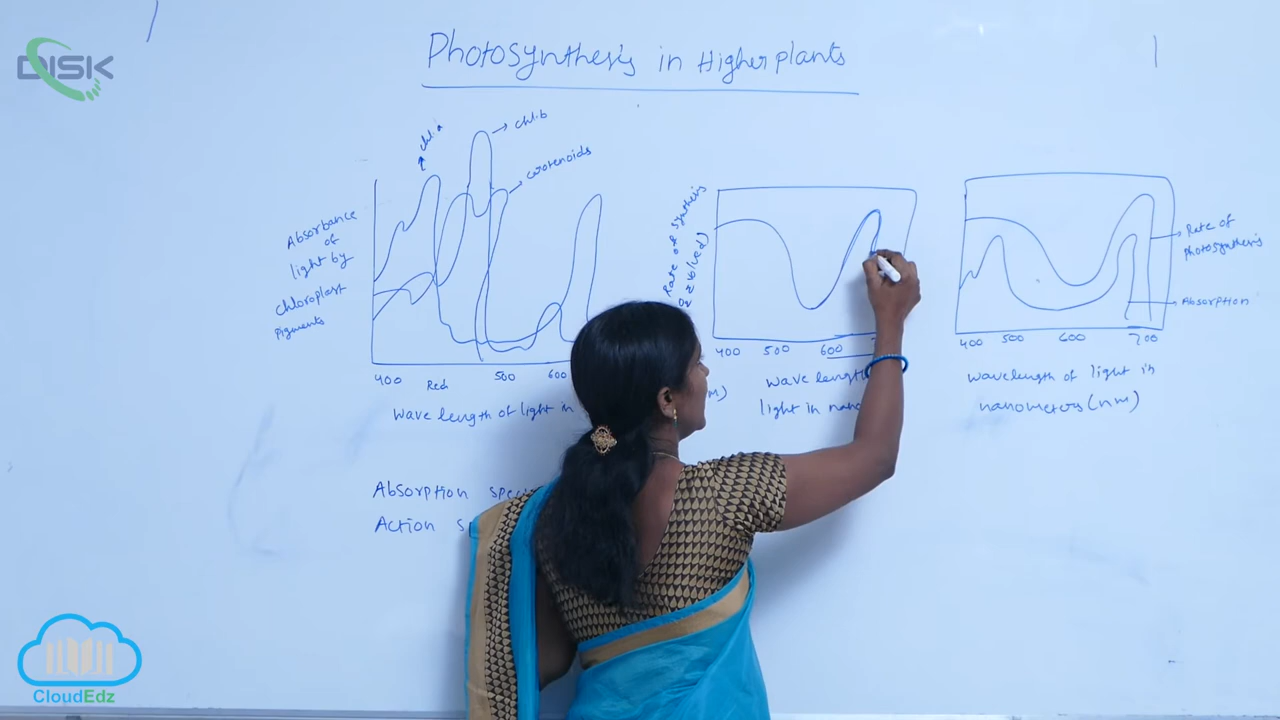 DISK
Photosynthesis in Higher plants
chl.a
chl.b
carotenoids
Absorbance
of
light by
chloroplast
pigments
400 Red 500 600
wave length of light in
Rate of synthesis
400 500 600
wave length
light in nano
Rate of
photosynthesis
Absorption
400 500 600 700
wavelength of light in
nanometers (nm)
Absorption
Action
CloudEdz